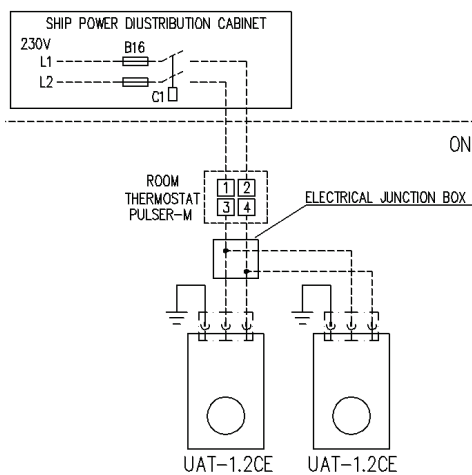 SHIP POWER DIUSTRIBUTION CABINET
230V
B16
L1
L2
C1
ON
ROOM
THERMOSTAT
PULSER-M
1 2
3 4
ELECTRICAL JUNCTION BOX
UAT-1.2CE UAT-1.2CE